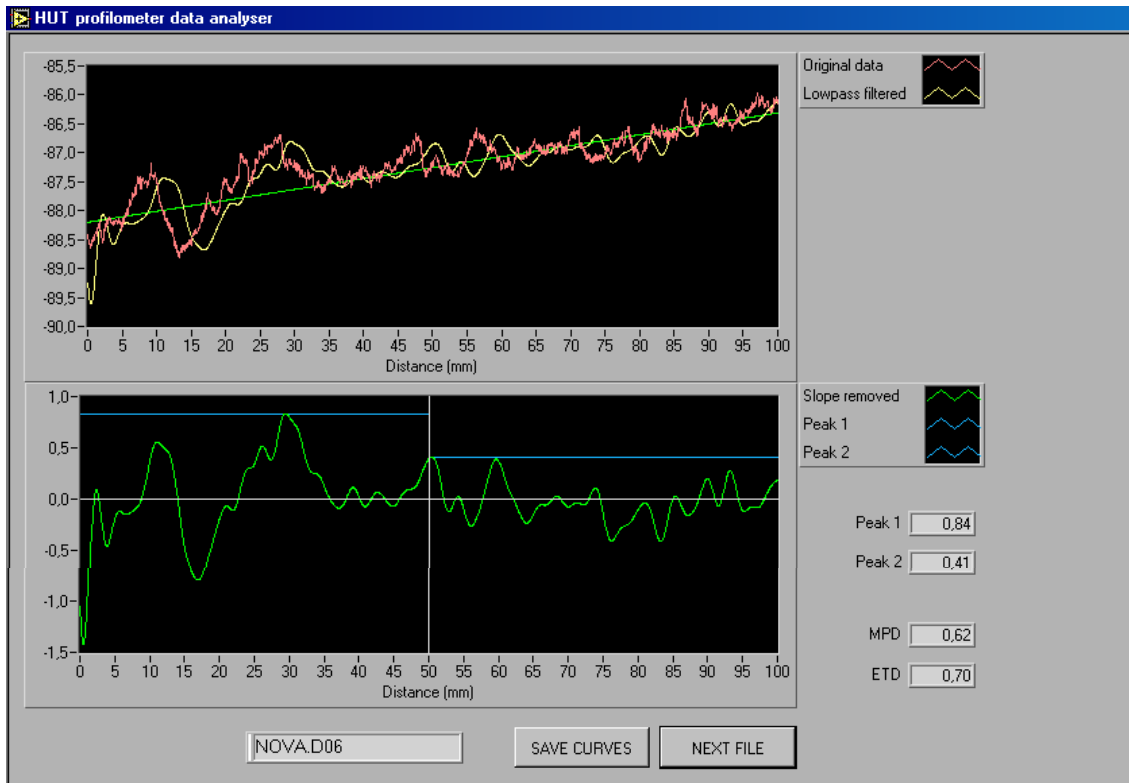 HUT profilometer data analyser
-85,5
-86,0
-86,5
-87,0
-87,5
-88,0
-88,5
-89,0
-89,5
-90,0
0 5 10 15 20 25 30 35 40 45 50 55 60 65 70 75 80 85 90 95 100
Distance (mm)
Original data
Lowpass filtered
1,0
0,5
0,0
-0,5
-1,0
-1,5
0 5 10 15 20 25 30 35 40 45 50 55 60 65 70 75 80 85 90 95 100
Distance (mm)
Slope removed
Peak 1
Peak 2
Peak 1 0,84
Peak 2 0,41
MPD 0,62
ETD 0,70
NOVA.D06
SAVE CURVES
NEXT FILE